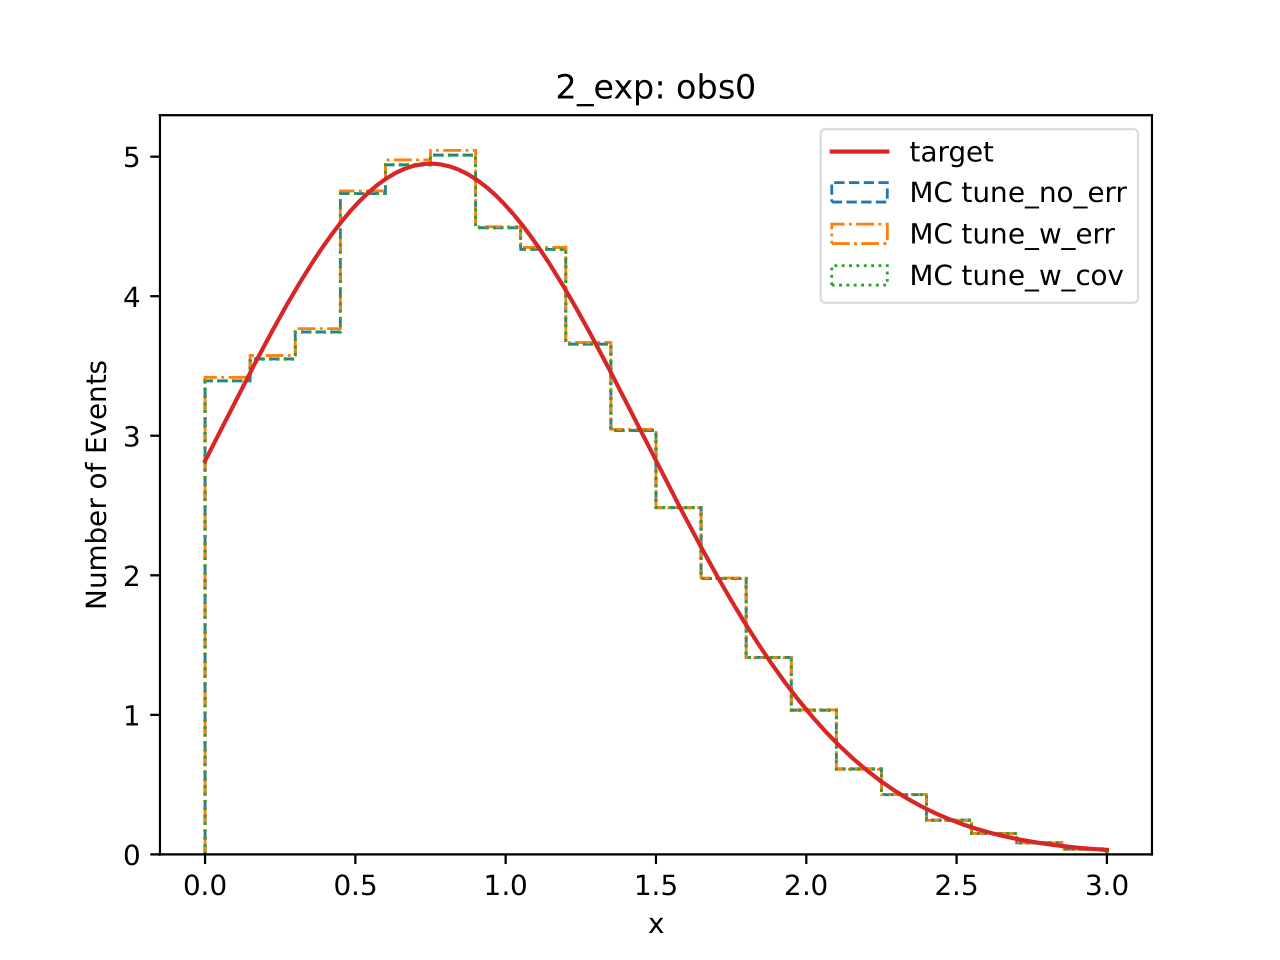 2_exp: obs0
target
MC tune_no_err
MC tune_w_err
MC tune_w_cov
Number of Events
5
4
3
2
1
0
0.0 0.5 1.0 1.5 2.0 2.5 3.0
x